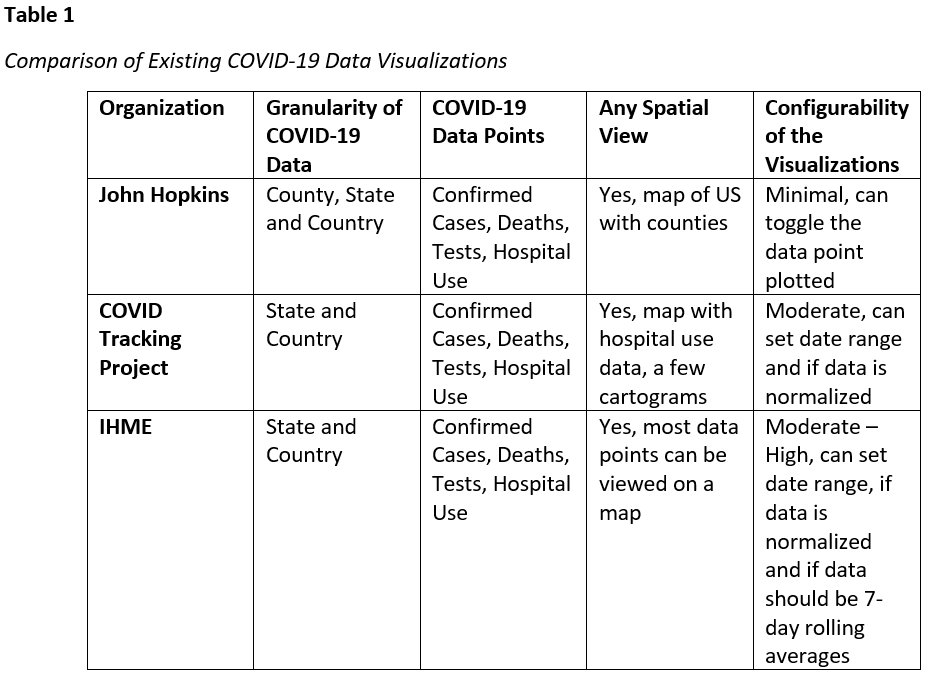 Table 1
Comparison of Existing COVID-19 Data Visualizations
Organization
Granularity of
COVID-19
Data
COVID-19
Data Points
Any Spatial
View
Configurability
of the
Visualizations
John Hopkins
County, State
and Country
Confirmed
Cases, Deaths,
Tests, Hospital
Use
Yes, map of US
with counties
Minimal, can
toggle the
data point
plotted
COVID
Tracking
Project
State and
Country
Confirmed
Cases, Deaths,
Tests, Hospital
Use
Yes, map with
hospital use
data, a few
cartograms
Moderate, can
set date range
and if data is
normalized
IHME
State and
Country
Confirmed
Cases, Deaths,
Tests, Hospital
Use
Yes, most data
points can be
viewed on a
map
Moderate –
High, can set
date range, if
data is
normalized
and if data
should be 7-
day rolling
averages